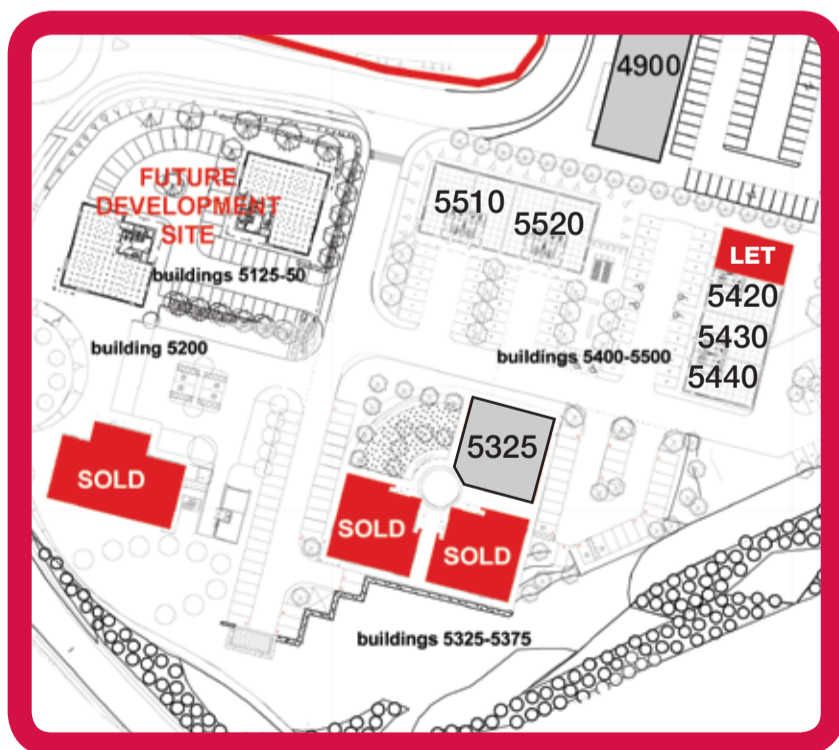 4900
FUTURE
DEVELOPMENT
SITE
buildings 5125-50
5510
5520
LET
5420
5430
5440
building 5200
buildings 5400-5500
SOLD
5325
SOLD
SOLD
buildings 5325-5375